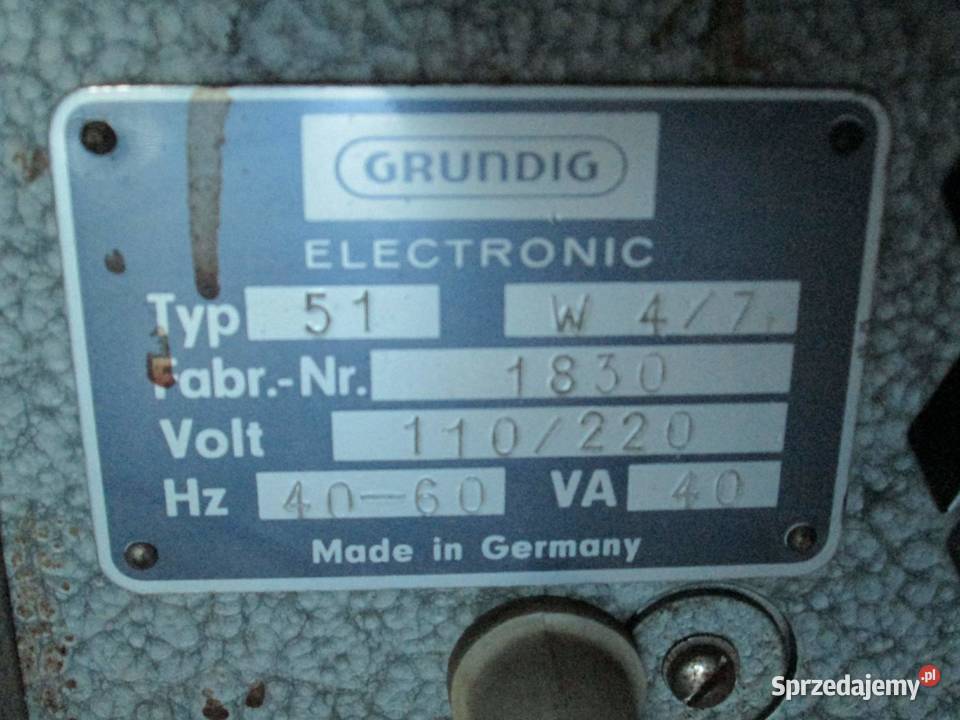 GRUNDIG
ELECTRONIC
Typ 51 W 4/7
Fabr.-Nr. 1830
Volt 110/220
Hz 40-60 VA 40
Made in Germany
Sprzedajemy.pl